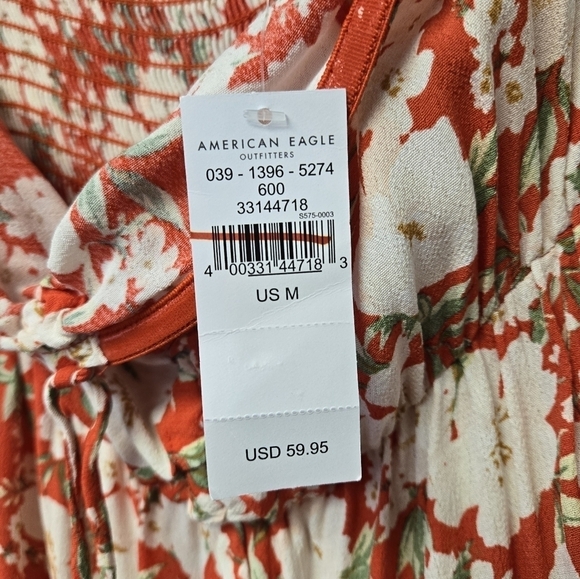 AMERICAN EAGLE
OUTFITTERS
039 - 1396 - 5274
600
33144718
S575-0003
4 00331 44718 3
US M
USD 59.95